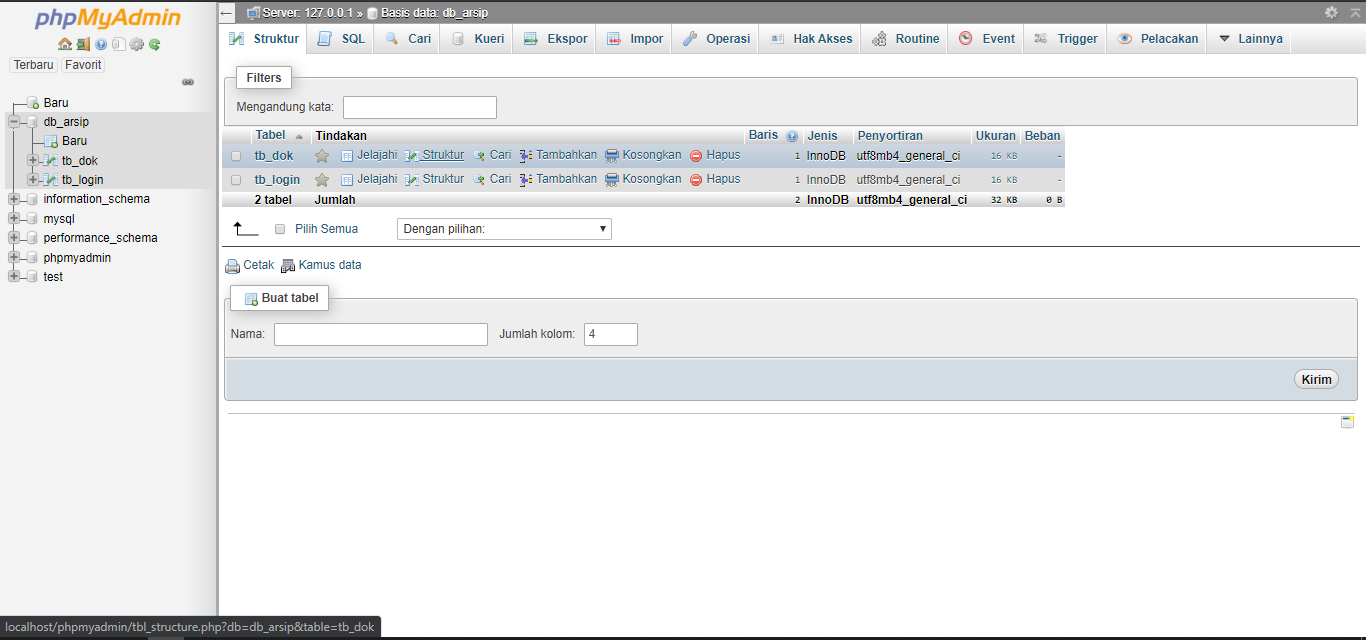 phpMyAdmin
Terbaru Favorit
Baru
db_arsip
Baru
tb_dok
tb_login
information_schema
mysql
performance_schema
phpmyadmin
test
Server: 127.0.0.1 » Basis data: db_arsip
Struktur SQL Cari Kueri Ekspor Impor Operasi Hak Akses Routine Event Trigger Pelacakan Lainnya
Filters
Mengandung kata:
Tabel Tindakan Baris Jenis Penyortiran Ukuran Beban
tb_dok Jelajahi Struktur Cari Tambahkan Kosongkan Hapus 1 InnoDB utf8mb4_general_ci 16 KB -
tb_login Jelajahi Struktur Cari Tambahkan Kosongkan Hapus 1 InnoDB utf8mb4_general_ci 16 KB -
2 tabel Jumlah 2 InnoDB utf8mb4_general_ci 32 KB 0 B
Pilih Semua Dengan pilihan:
Cetak Kamus data
Buat tabel
Nama: Jumlah kolom: 4
Kirim
localhost/phpmyadmin/tbl_structure.php?db=db_arsip&table=tb_dok